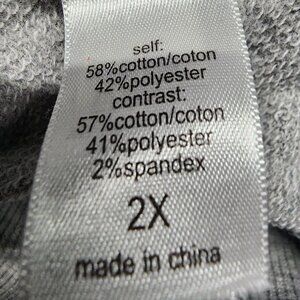 self:
58%cotton/coton
42%polyester
contrast:
57%cotton/coton
41%polyester
2%spandex
2X
made in china